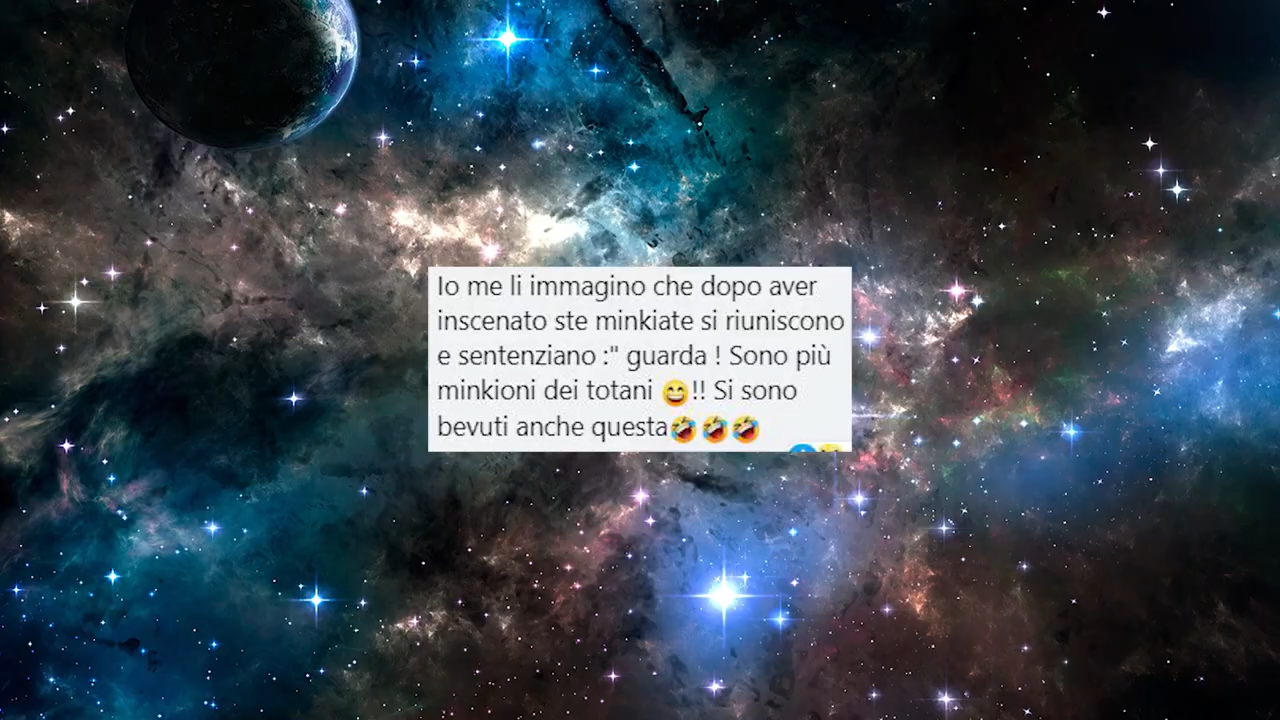 Io me li immagino che dopo aver
inscenato ste minkiate si riuniscono
e sentenziano :" guarda ! Sono più
minkioni dei totani 😁!! Si sono
bevuti anche questa🤣🤣🤣